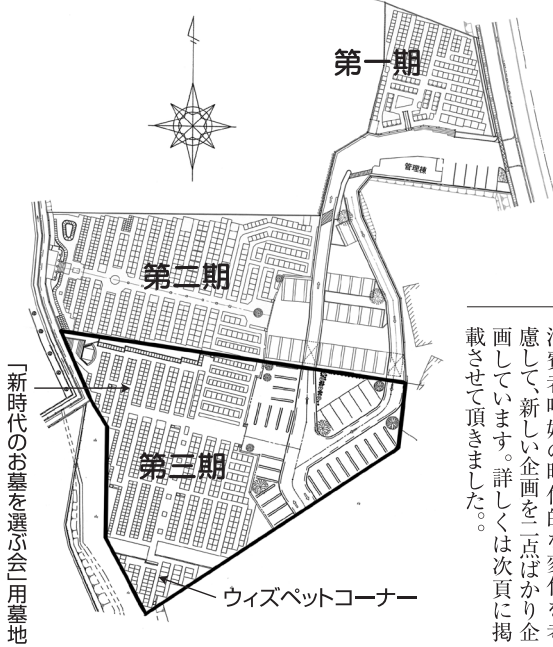 第一期
管理棟
第二期
第三期
ウィズペットコーナー
「新時代のお墓を選ぶ会」用墓地
慮して、新しい企画を二点ばかり企
画しています。詳しくは次頁に掲
載させて頂きました。。